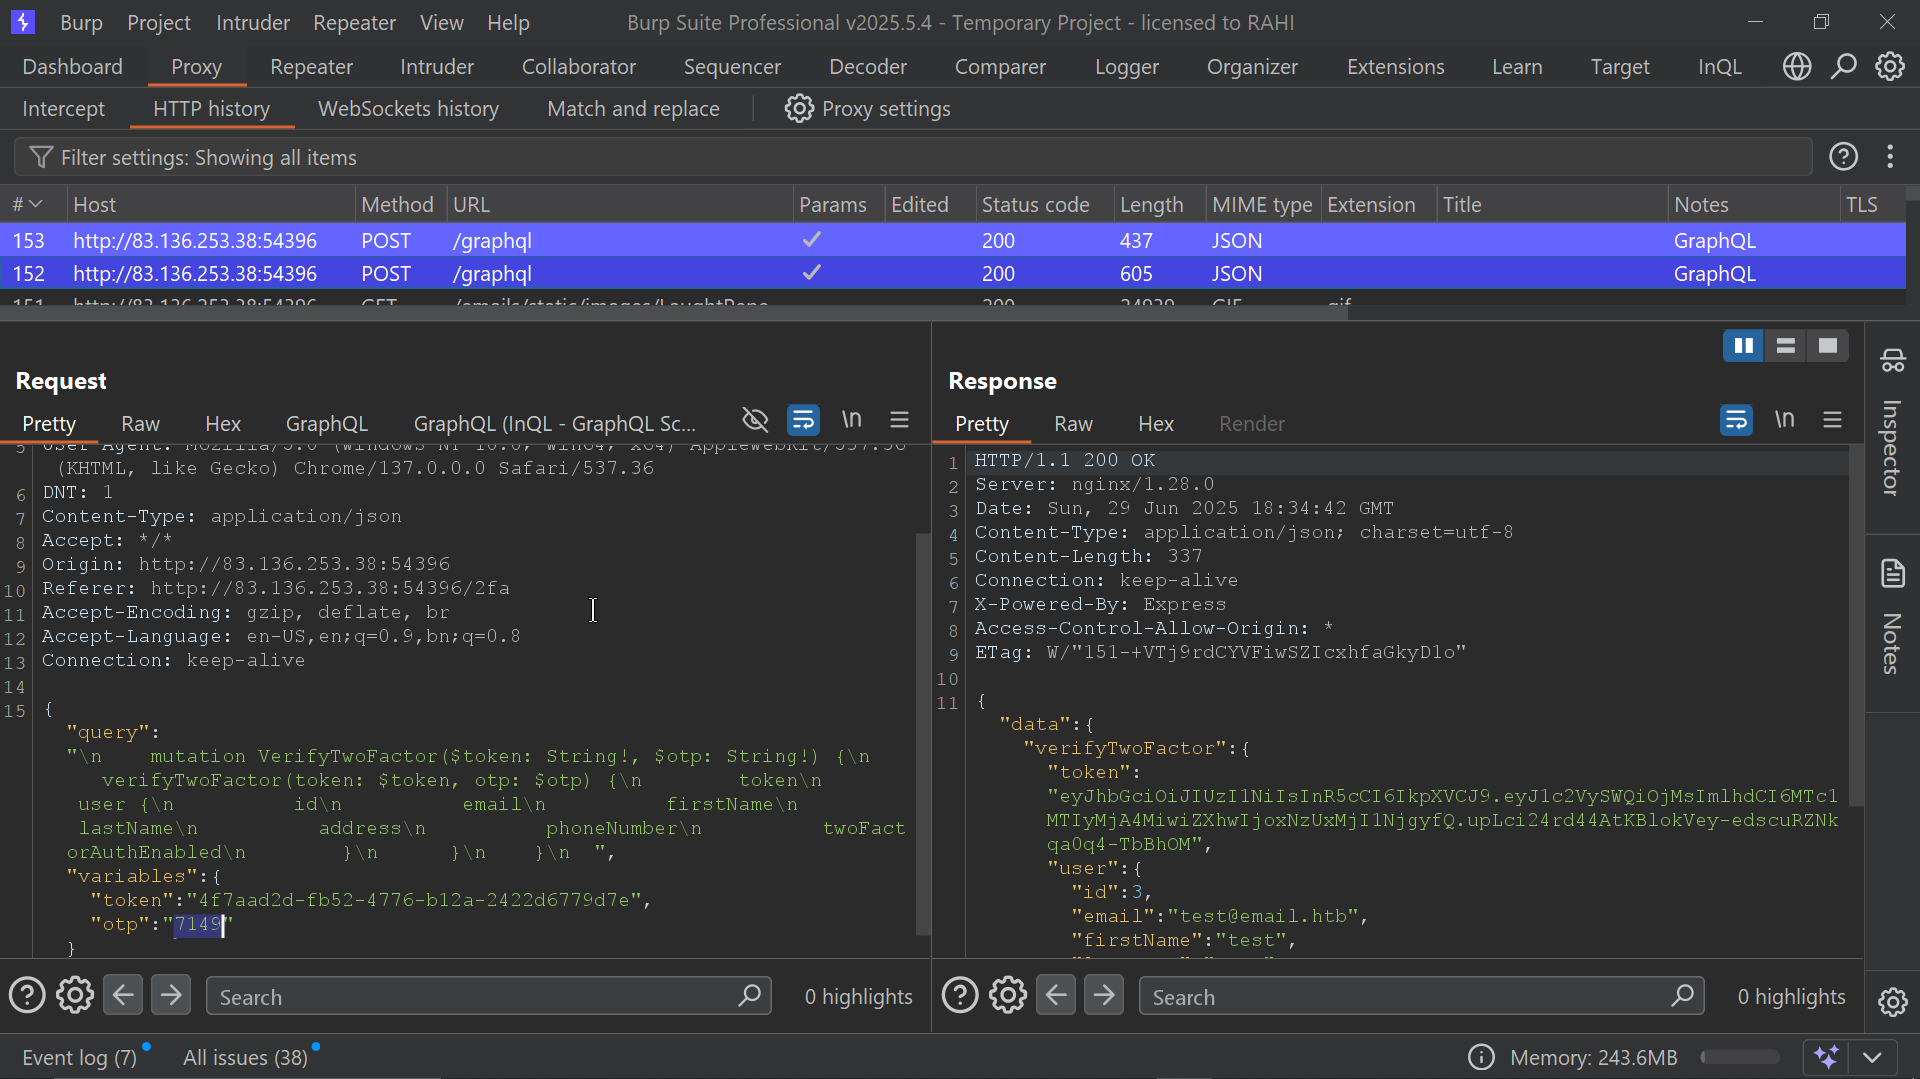 Burp Project Intruder Repeater View Help Burp Suite Professional v2025.5.4 - Temporary Project - licensed to RAHI
Dashboard Proxy Repeater Intruder Collaborator Sequencer Decoder Comparer Logger Organizer Extensions Learn Target InQL
Intercept HTTP history WebSockets history Match and replace Proxy settings
Filter settings: Showing all items
# Host Method URL Params Edited Status code Length MIME type Extension Title Notes TLS
153 http://83.136.253.38:54396 POST /graphql 200 437 JSON GraphQL
152 http://83.136.253.38:54396 POST /graphql 200 605 JSON GraphQL
Request
Pretty Raw Hex GraphQL GraphQL (InQL - GraphQL Sc...
5 User-Agent: Mozilla/5.0 (Windows NT 10.0; Win64; x64) AppleWebKit/537.36
(KHTML, like Gecko) Chrome/137.0.0.0 Safari/537.36
6 DNT: 1
7 Content-Type: application/json
8 Accept: */*
9 Origin: http://83.136.253.38:54396
10 Referer: http://83.136.253.38:54396/2fa
11 Accept-Encoding: gzip, deflate, br
12 Accept-Language: en-US,en;q=0.9,bn;q=0.8
13 Connection: keep-alive
14
15 {
"query":
"\n    mutation VerifyTwoFactor($token: String!, $otp: String!) {\n
verifyTwoFactor(token: $token, otp: $otp) {\n        token\n
user {\n          id\n          email\n          firstName\n
lastName\n          address\n          phoneNumber\n          twoFact
orAuthEnabled\n        }\n      }\n    }\n  ",
"variables":{
"token":"4f7aad2d-fb52-4776-b12a-2422d6779d7e",
"otp":"7149"
}
Search 0 highlights
Response
Pretty Raw Hex Render
1 HTTP/1.1 200 OK
2 Server: nginx/1.28.0
3 Date: Sun, 29 Jun 2025 18:34:42 GMT
4 Content-Type: application/json; charset=utf-8
5 Content-Length: 337
6 Connection: keep-alive
7 X-Powered-By: Express
8 Access-Control-Allow-Origin: *
9 ETag: W/"151-+VTj9rdCYVFiwSZIcxhfaGkyD1o"
10
11 {
"data":{
"verifyTwoFactor":{
"token":
"eyJhbGciOiJIUzI1NiIsInR5cCI6IkpXVCJ9.eyJ1c2VySWQiOjMsImlhdCI6MTc1
MTIyMjA4MiwiZXhwIjoxNzUxMjI1NjgyfQ.upLci24rd44AtKBlokVey-edscuRZNk
qa0q4-TbBhOM",
"user":{
"id":3,
"email":"test@email.htb",
"firstName":"test",
Search 0 highlights
Inspector
Notes
Event log (7) All issues (38) Memory: 243.6MB